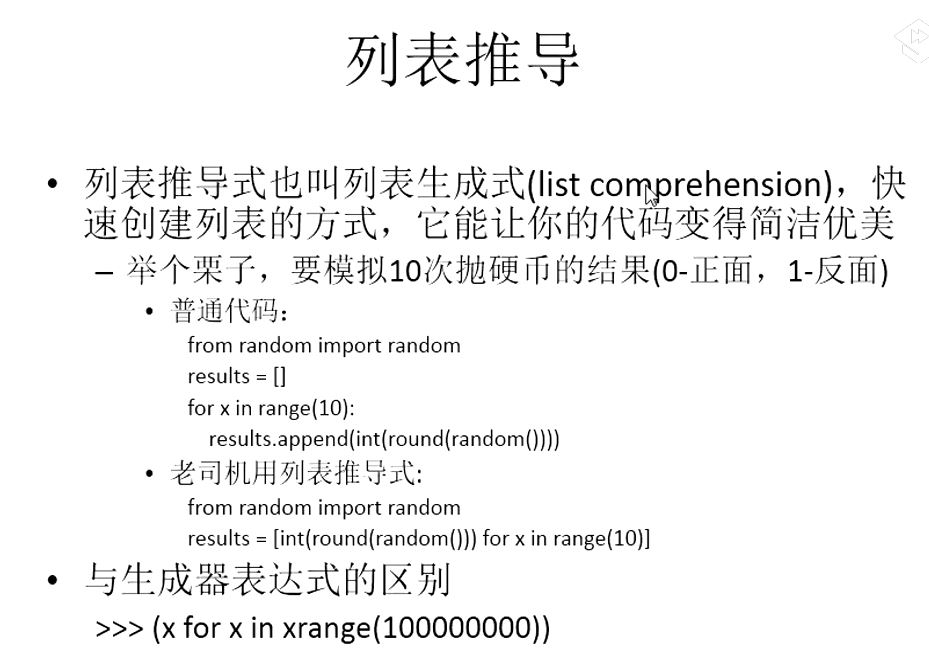 列表推导
• 列表推导式也叫列表生成式(list comprehension)，快
速创建列表的方式，它能让你的代码变得简洁优美
– 举个栗子，要模拟10次抛硬币的结果(0-正面，1-反面)
• 普通代码：
from random import random
results = []
for x in range(10):
results.append(int(round(random())))
• 老司机用列表推导式:
from random import random
results = [int(round(random())) for x in range(10)]
• 与生成器表达式的区别
>>> (x for x in xrange(100000000))